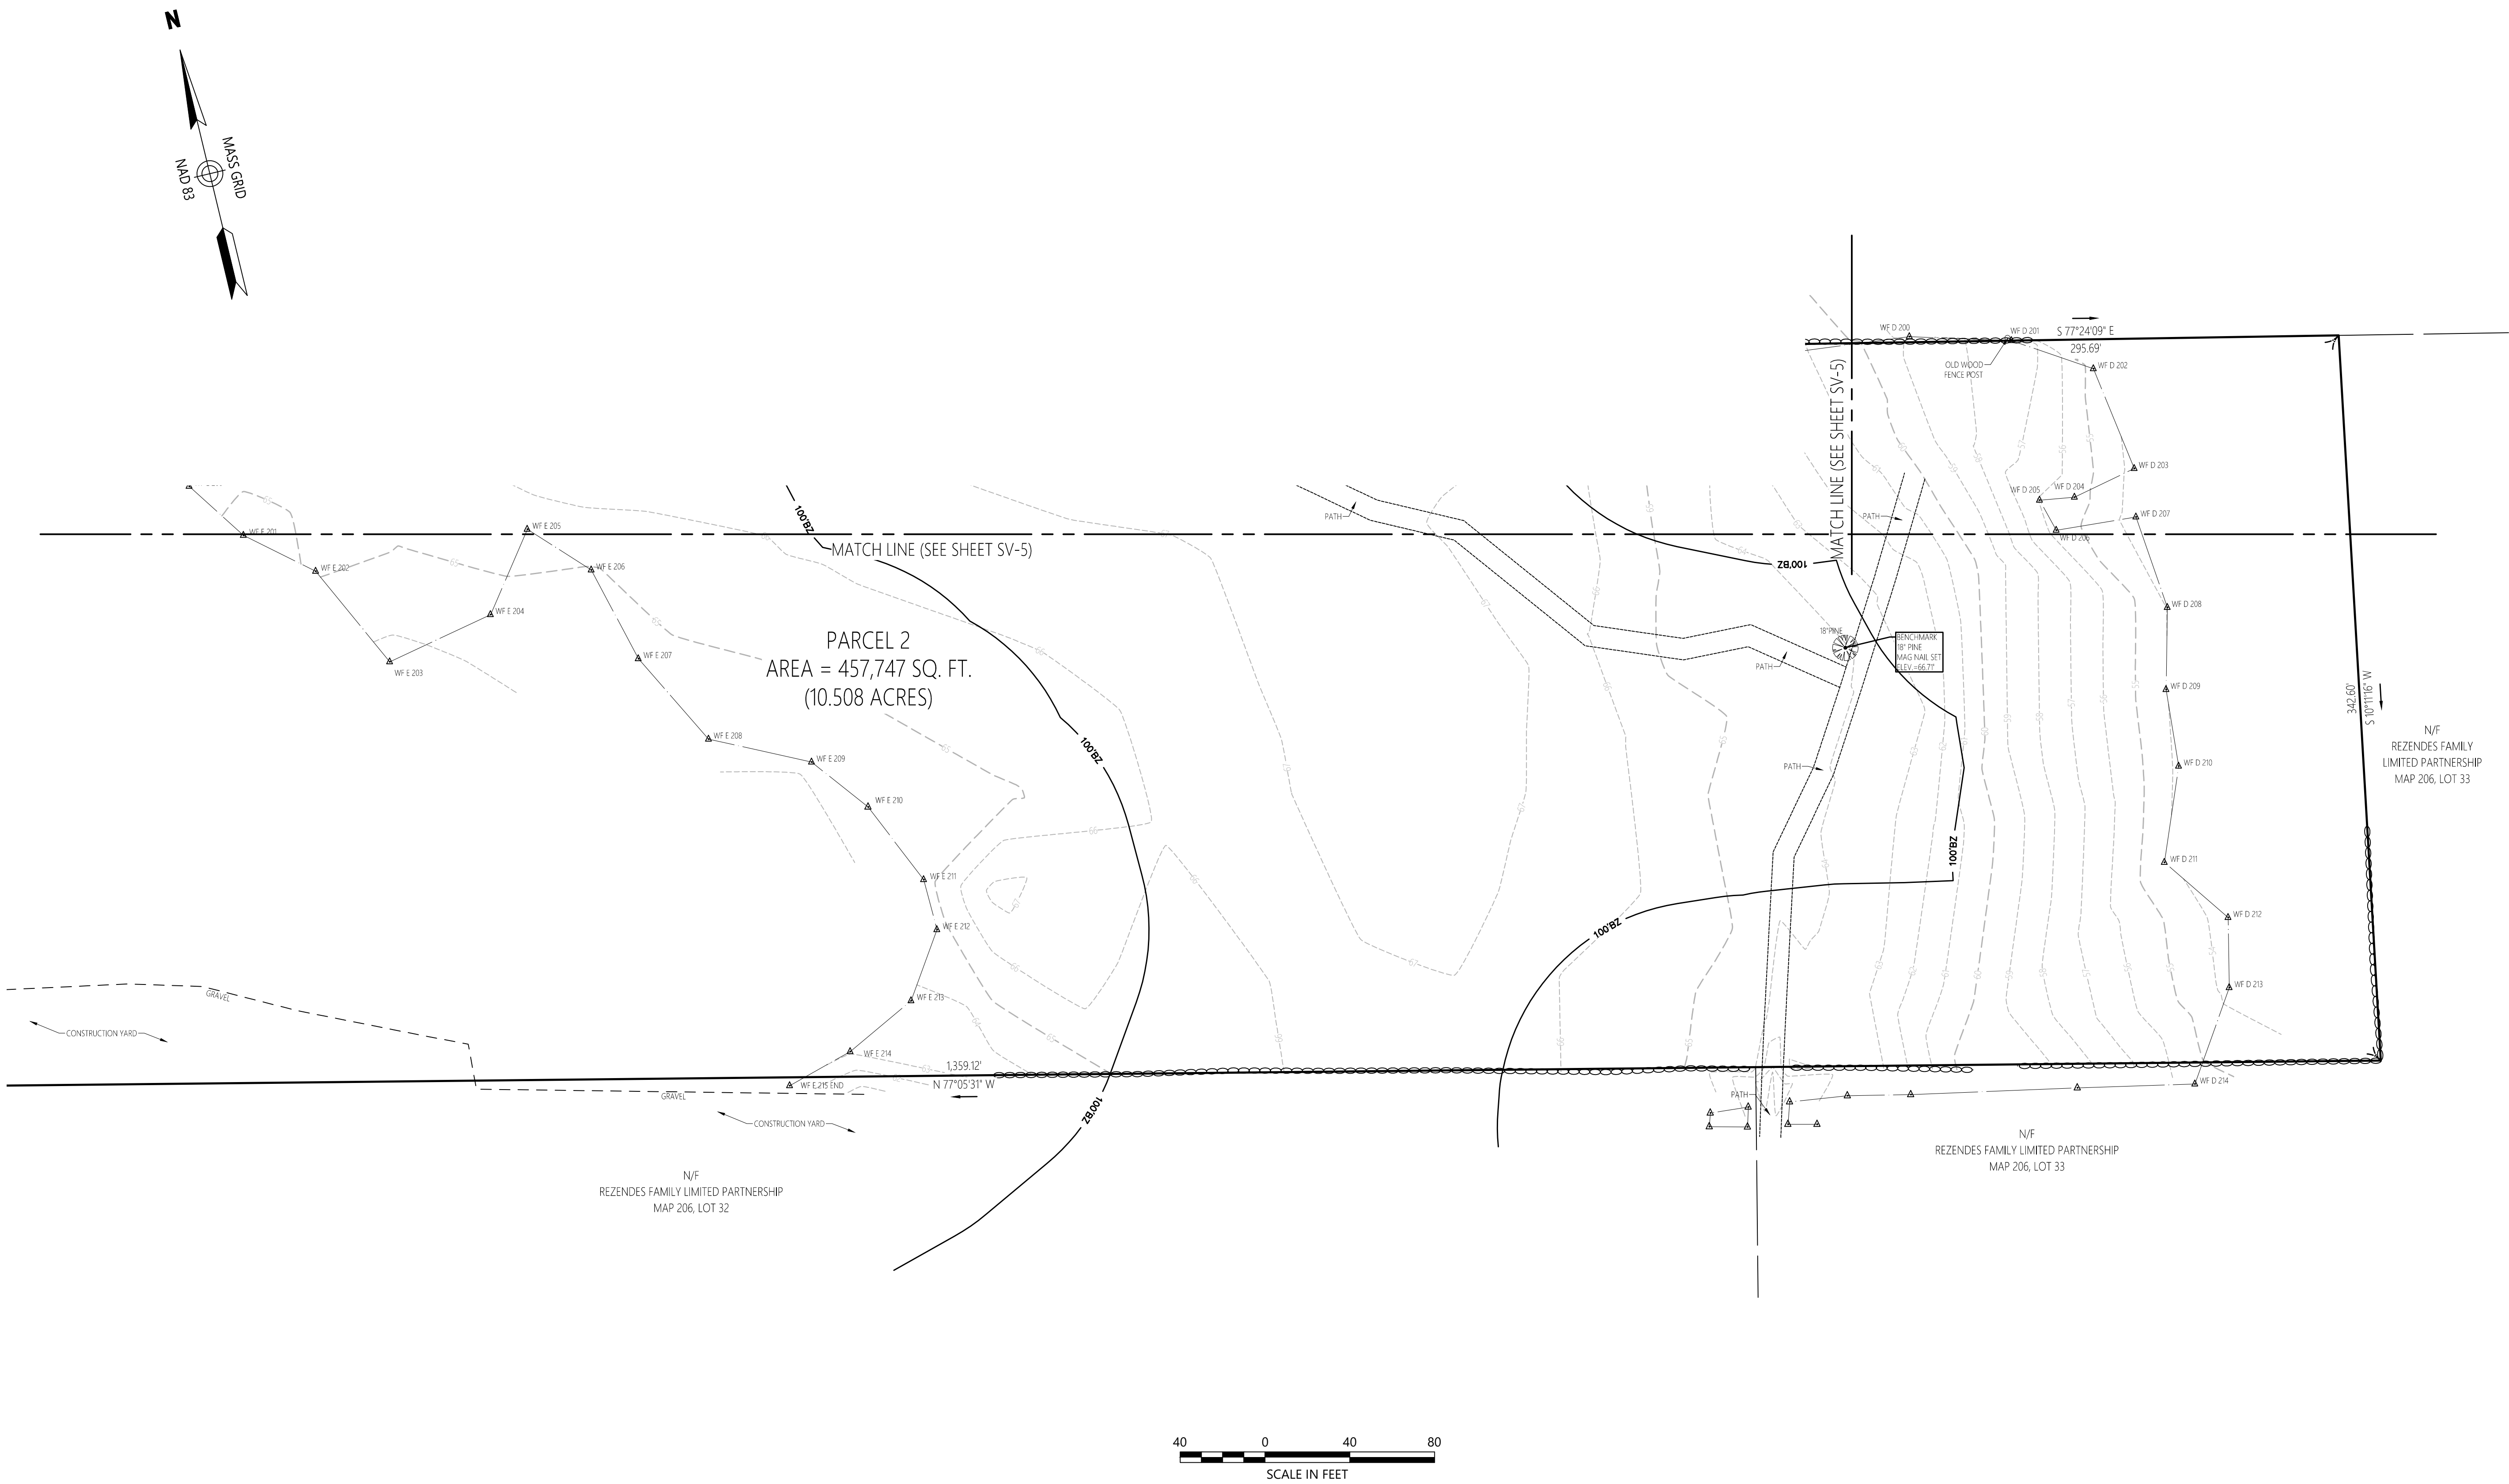 N
MASS GRID
NAD 83
WF D 200
WF D 201
S 77°24'09" E
295.69'
OLD WOOD
FENCE POST
WF D 202
MATCH LINE (SEE SHEET SV-5)
WF D 203
WF D 204
WF D 205
WF D 206
WF D 207
PATH
PATH
100'BZ
WF E 201
WF E 205
MATCH LINE (SEE SHEET SV-5)
WF E 202
WF E 206
100'BZ
WF E 204
WF D 208
PARCEL 2
AREA = 457,747 SQ. FT.
(10.508 ACRES)
18"PINE
BENCHMARK
18" PINE
MAG NAIL SET
ELEV.=66.71'
WF E 207
WF E 203
PATH
WF D 209
342.60'
S 10°11'16" W
WF E 208
WF E 209
100'BZ
PATH
WF D 210
N/F
REZENDES FAMILY
LIMITED PARTNERSHIP
MAP 206, LOT 33
WF E 210
100'BZ
WF D 211
WF E 211
WF E 212
100'BZ
WF D 212
WF D 213
GRAVEL
WF E 213
CONSTRUCTION YARD
WF E 214
1,359.12'
N 77°05'31" W
WF E 215 END
WF D 214
GRAVEL
PATH
100'BZ
CONSTRUCTION YARD
N/F
REZENDES FAMILY LIMITED PARTNERSHIP
MAP 206, LOT 33
N/F
REZENDES FAMILY LIMITED PARTNERSHIP
MAP 206, LOT 32
40 0 40 80
SCALE IN FEET